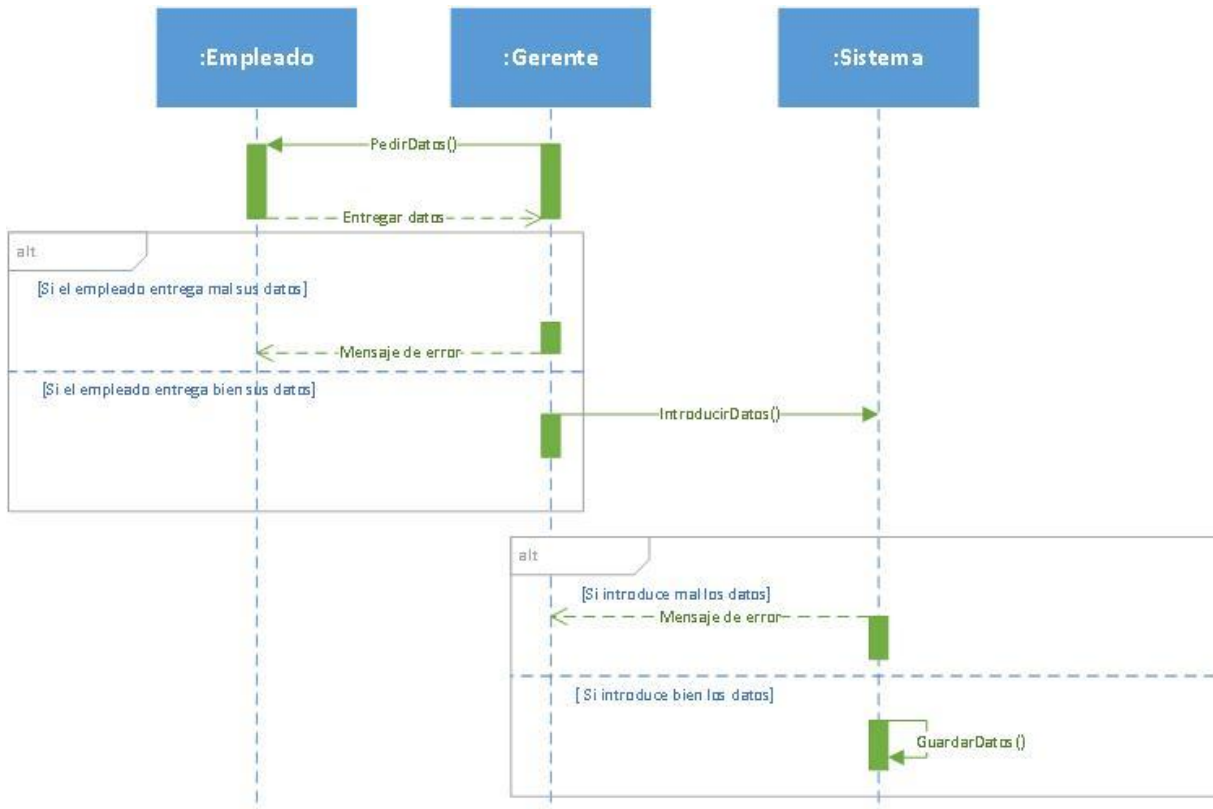 :Empleado
:Gerente
:Sistema
PedirDatos()
Entregar datos
alt
[Si el empleado entrega mal sus datos]
Mensaje de error
[Si el empleado entrega bien sus datos]
IntroducirDatos()
alt
[Si introduce mal los datos]
Mensaje de error
[ Si introduce bien los datos]
GuardarDatos()